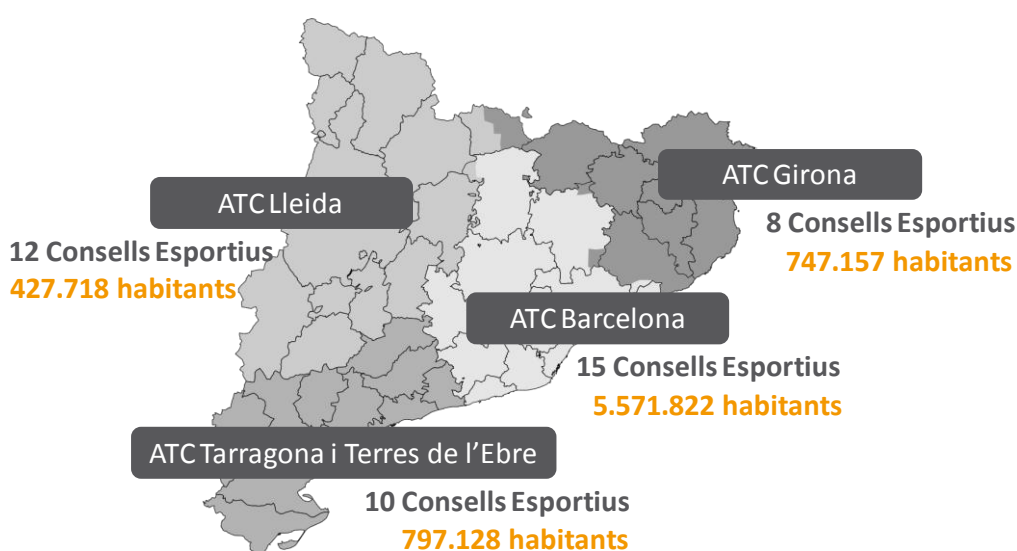 ATC Girona
ATC Lleida
8 Consells Esportius
12 Consells Esportius
747.157 habitants
427.718 habitants
ATC Barcelona
15 Consells Esportius
5.571.822 habitants
ATC Tarragona i Terres de l’Ebre
10 Consells Esportius
797.128 habitants